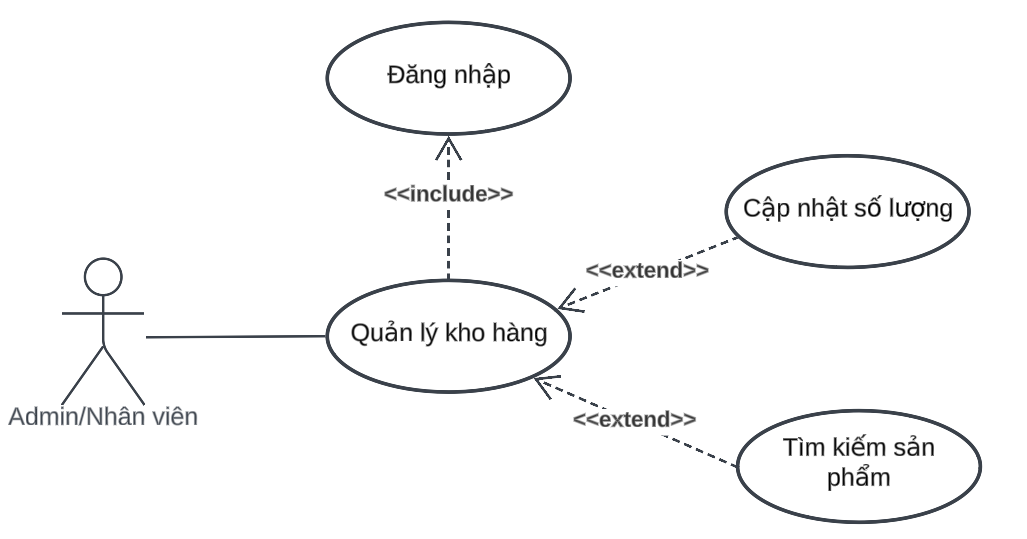 Đăng nhập
<<include>>
Cập nhật số lượng
<<extend>>
Quản lý kho hàng
Admin/Nhân viên
<<extend>>
Tìm kiếm sản
phẩm